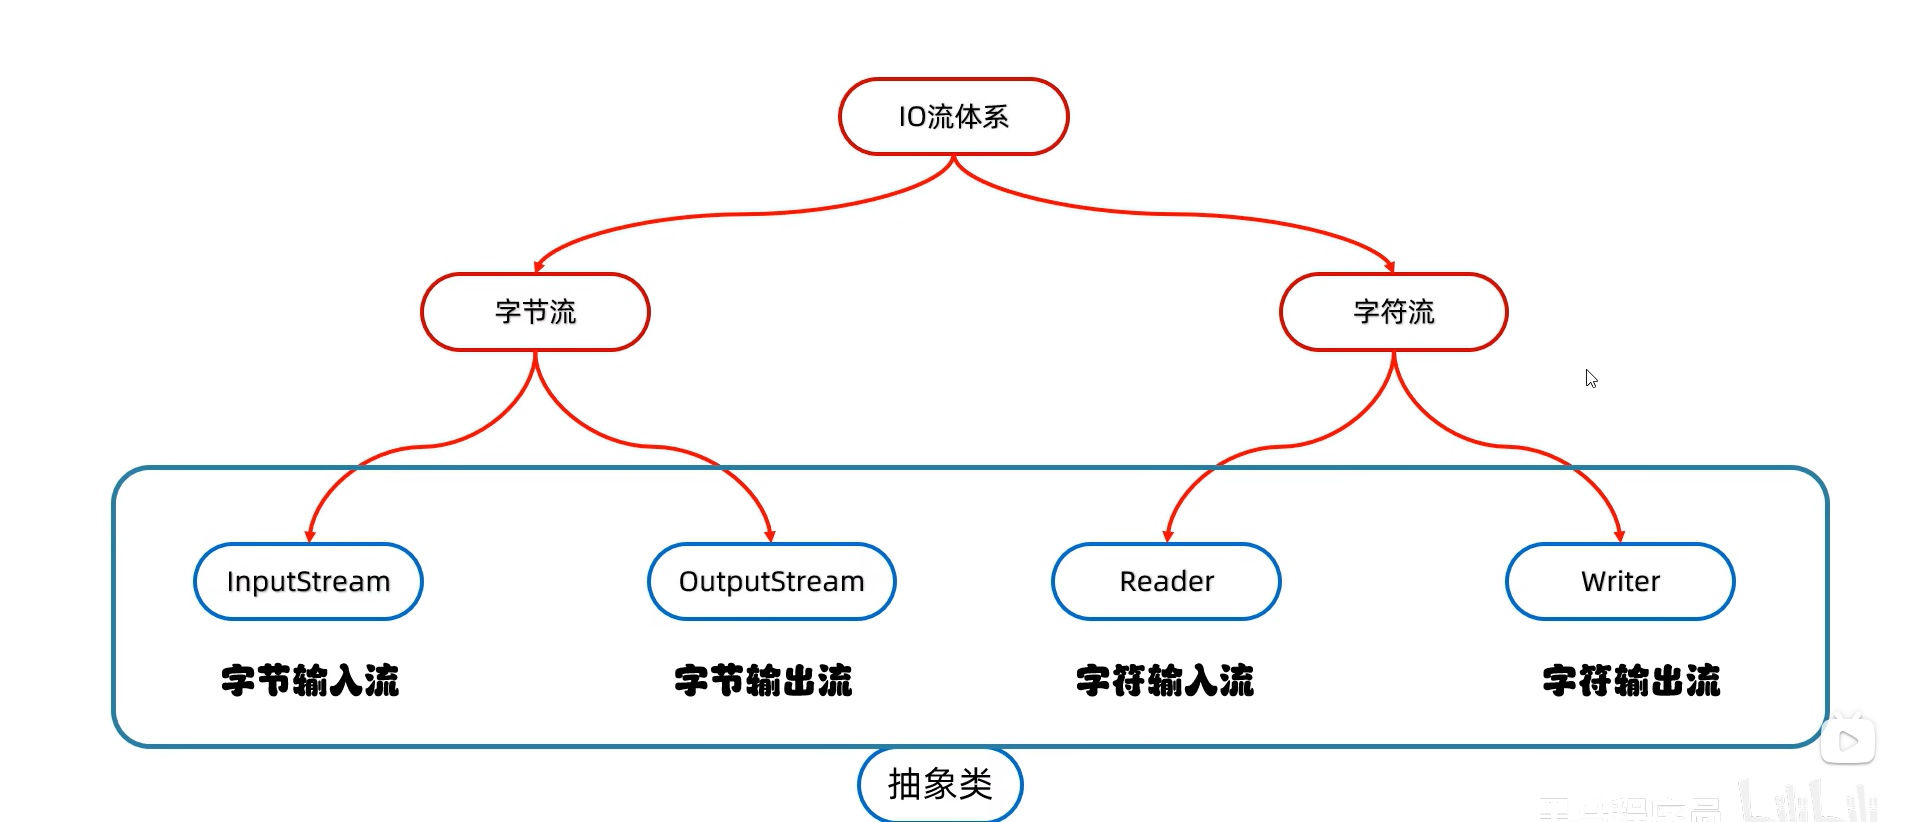 IO流体系
字节流
字符流
InputStream
OutputStream
Reader
Writer
字节输入流
字节输出流
字符输入流
字符输出流
抽象类